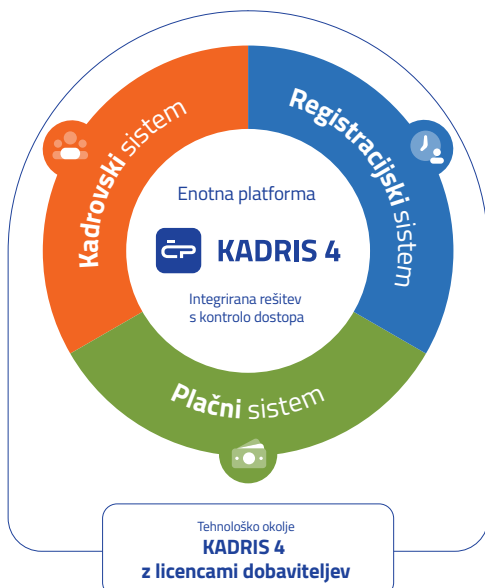 Kadrovski sistem
Registracijski sistem
Enotna platforma
KADRIS 4
Integrirana rešitev
s kontrolo dostopa
Plačni sistem
Tehnološko okolje
KADRIS 4
z licencami dobaviteljev